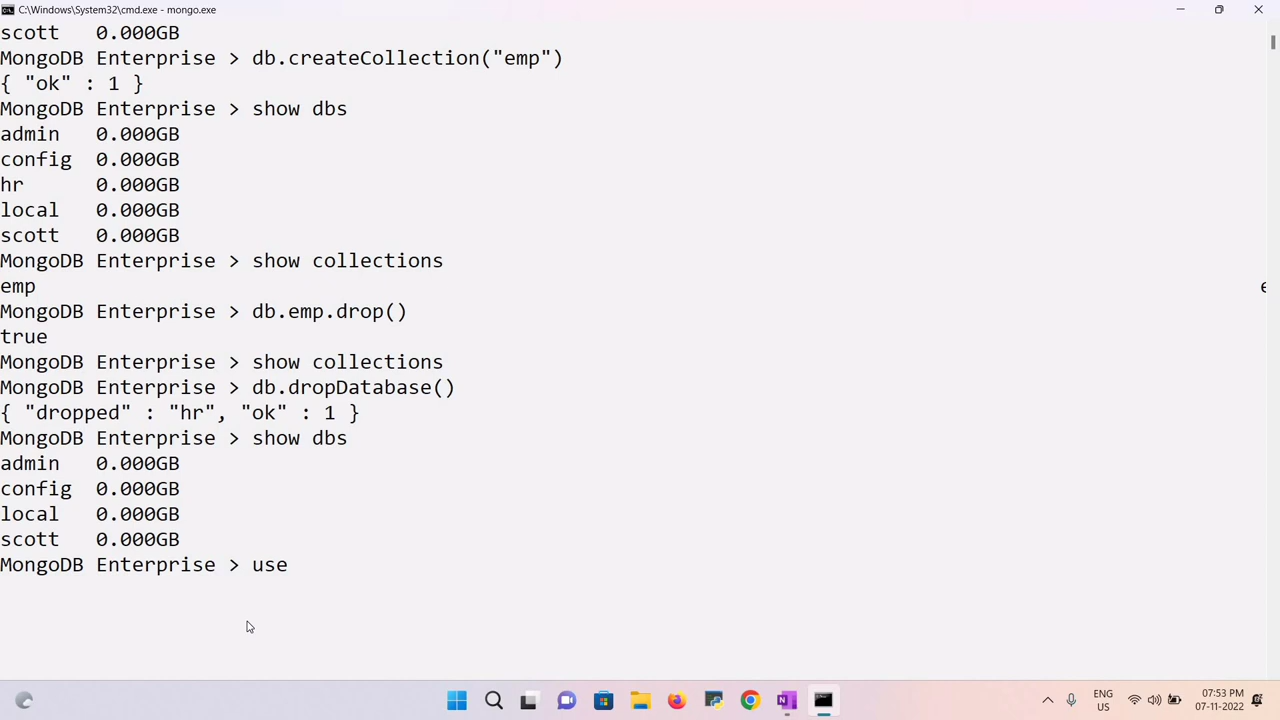 C:\Windows\System32\cmd.exe - mongo.exe
scott   0.000GB
MongoDB Enterprise > db.createCollection("emp")
{ "ok" : 1 }
MongoDB Enterprise > show dbs
admin   0.000GB
config  0.000GB
hr      0.000GB
local   0.000GB
scott   0.000GB
MongoDB Enterprise > show collections
emp
MongoDB Enterprise > db.emp.drop()
true
MongoDB Enterprise > show collections
MongoDB Enterprise > db.dropDatabase()
{ "dropped" : "hr", "ok" : 1 }
MongoDB Enterprise > show dbs
admin   0.000GB
config  0.000GB
local   0.000GB
scott   0.000GB
MongoDB Enterprise > use
ENG
US
07:53 PM
07-11-2022